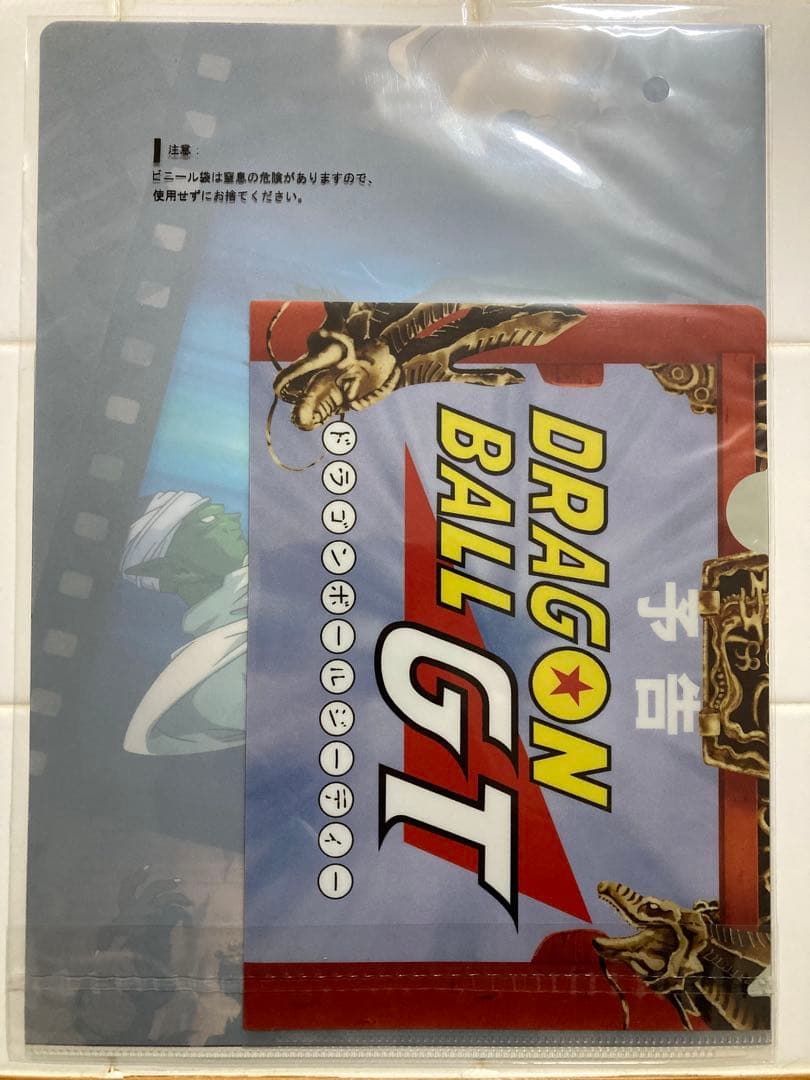 注意：
ビニール袋は窒息の危険がありますので、
使用せずにお捨てください。
予告
DRAGON
BALL
GT
ドラゴンボールジーティー